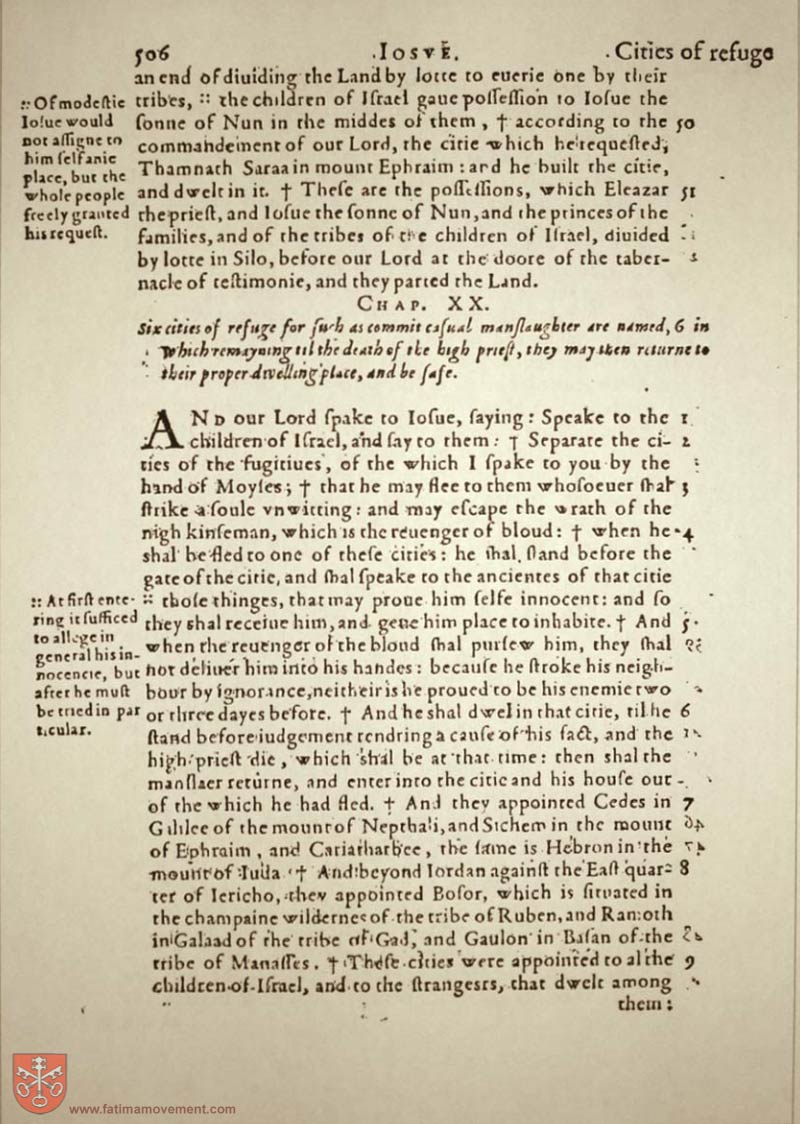 506 IOSVE. Cities of refuge
an end of diuiding the Land by lotte to euerie one by their
tribes, :: the children of Iſrael gaue poſſeſſion to Ioſue the
ſonne of Nun in the middes of them, † according to the 50
commandement of our Lord, the citie which he requeſted,
Thamnath Saraa in mount Ephraim: and he built the citie,
and dwelt in it. † Theſe are the poſſeſſions, which Eleazar 51
the prieſt, and Ioſue the ſonne of Nun, and the princes of the
families, and of the tribes of the children of Iſrael, diuided
by lotte in Silo, before our Lord at the doore of the taber-
nacle of teſtimonie, and they parted the Land.
:: Of modeſtie
Ioſue would
not aſſigne to
him ſelf anie
place, but the
whole people
freely granted
his requeſt.
CHAP. XX.
Six cities of refuge for ſuch as commit caſual manſlaughter are named, 6 in
which remayning til the death of the high prieſt, they may then returne to
their proper dwelling place, and be ſafe.
AND our Lord ſpake to Ioſue, ſaying: Speake to the 1
children of Iſrael, and ſay to them: † Separate the ci- 2
ties of the fugitiues, of the which I ſpake to you by the
hand of Moyſes; † that he may flee to them whoſoeuer ſhal 3
ſtrike a ſoule vnwitting: and may eſcape the wrath of the
nigh kinſeman, which is the reuenger of bloud: † when he 4
shal be fled to one of theſe cities: he ſhal ſtand before the
gate of the citie, and ſhal ſpeake to the ancientes of that citie
:: thoſe thinges, that may proue him ſelfe innocent: and ſo
they shal receiue him, and geue him place to inhabite. † And 5
when the reuenger of the bloud ſhal purſew him, they ſhal
not deliuer him into his handes: becauſe he ſtroke his neigh-
bour by ignorance, neither is he proued to be his enemie two
or three dayes before. † And he shal dwel in that citie, til he 6
ſtand before iudgement rendring a cauſe of his fact, and the
high prieſt die, which ſhal be at that time: then shal the
manſlaer returne, and enter into the citie and his houſe out
of the which he had fled. † And they appointed Cedes in 7
Galilee of the mount of Nepthali, and Sichem in the mount
of Ephraim, and Cariatharbee, the ſame is Hebron in the
mount of Iuda † And beyond Iordan againſt the Eaſt quar- 8
ter of Iericho, they appointed Boſor, which is ſituated in
the champaine wildernes of the tribe of Ruben, and Ramoth
in Galaad of the tribe of Gad, and Gaulon in Baſan of the
tribe of Manaſſes. † Theſe cities were appointed to al the 9
children of Iſrael, and to the ſtrangesrs, that dwelt among
them:
:: At firſt ente-
ring it ſufficed
to allege in
general his in-
nocencie, but
after he muſt
be tried in par
ticular.
www.fatimamovement.com